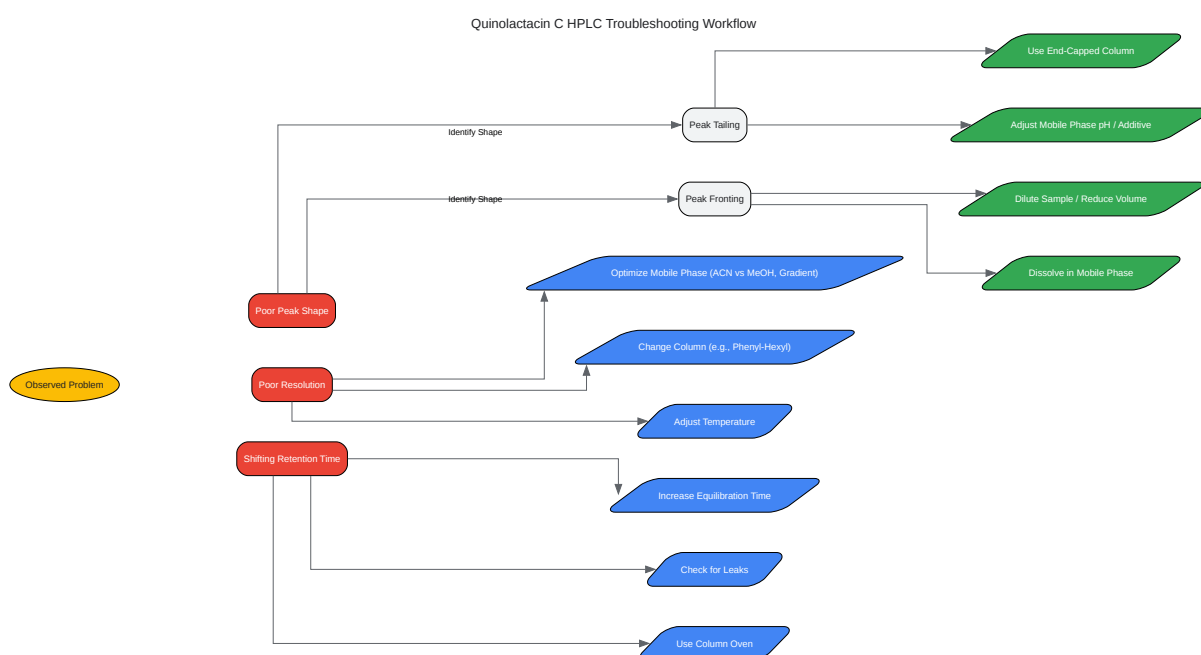 Quinolactacin C HPLC Troubleshooting Workflow
Use End-Capped Column
Peak Tailing
Adjust Mobile Phase pH / Additive
Identify Shape
Peak Fronting
Dilute Sample / Reduce Volume
Identify Shape
Optimize Mobile Phase (ACN vs MeOH, Gradient)
Dissolve in Mobile Phase
Poor Peak Shape
Change Column (e.g., Phenyl-Hexyl)
Observed Problem
Poor Resolution
Adjust Temperature
Shifting Retention Time
Increase Equilibration Time
Check for Leaks
Use Column Oven